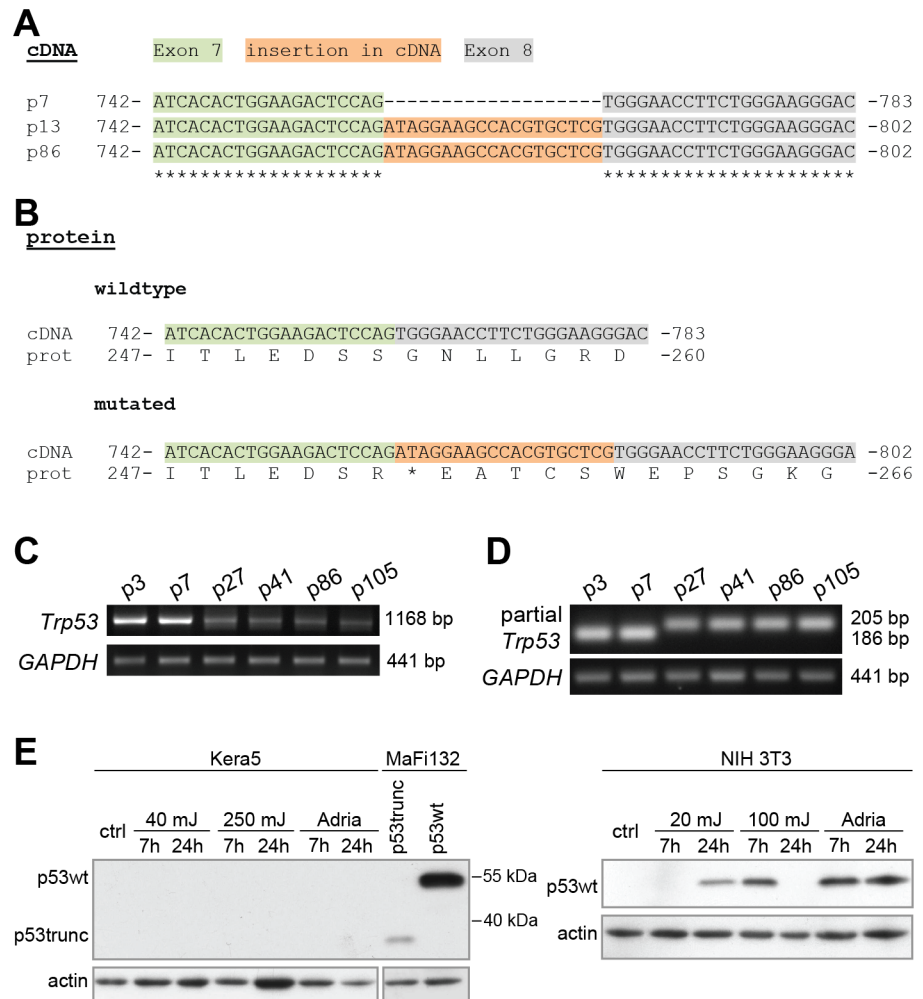 A
cDNA Exon 7 insertion in cDNA Exon 8
p7 742- ATCACACTGGAAGACTCCAG-------------------TGGGAACCTTCTGGGAAGGGAC -783
p13 742- ATCACACTGGAAGACTCCAGATAGGAAGCCACGTGCTCGTGGGAACCTTCTGGGAAGGGAC -802
p86 742- ATCACACTGGAAGACTCCAGATAGGAAGCCACGTGCTCGTGGGAACCTTCTGGGAAGGGAC -802
******************** **********************
B
protein
wildtype
cDNA 742- ATCACACTGGAAGACTCCAGTGGGAACCTTCTGGGAAGGGAC -783
prot 247- I T L E D S S G N L L G R D -260
mutated
cDNA 742- ATCACACTGGAAGACTCCAGATAGGAAGCCACGTGCTCGTGGGAACCTTCTGGGAAGGGA -802
prot 247- I T L E D S R * E A T C S W E P S G K G -266
C
p3 p7 p27 p41 p86 p105
Trp53 1168 bp
GAPDH 441 bp
D
p3 p7 p27 p41 p86 p105
partial 205 bp
Trp53 186 bp
GAPDH 441 bp
E
Kera5 MaFi132
ctrl 40 mJ 250 mJ Adria p53trunc p53wt
7h 24h 7h 24h 7h 24h
p53wt –55 kDa
–40 kDa
p53trunc
actin
NIH 3T3
ctrl 20 mJ 100 mJ Adria
7h 24h 7h 24h 7h 24h
p53wt
actin